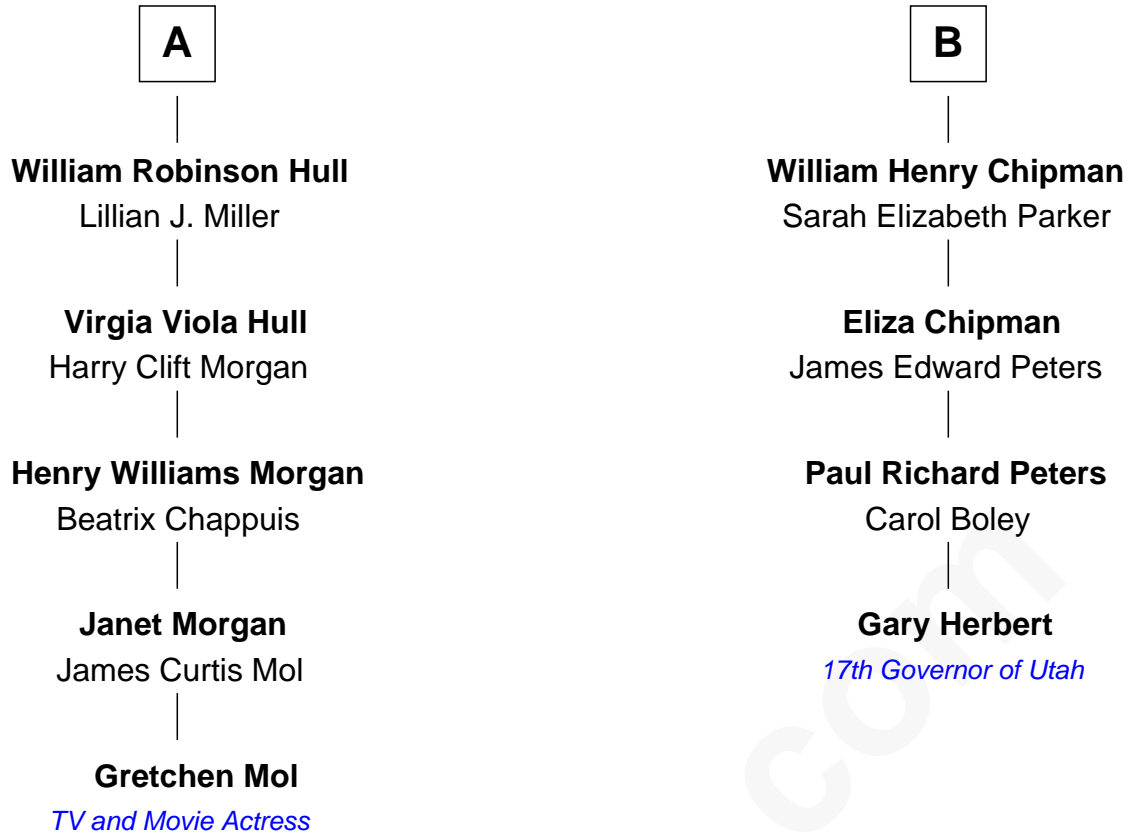 A
William Robinson Hull
Lillian J. Miller
Virgia Viola Hull
Harry Clift Morgan
Henry Williams Morgan
Beatrix Chappuis
Janet Morgan
James Curtis Mol
Gretchen Mol
TV and Movie Actress
B
William Henry Chipman
Sarah Elizabeth Parker
Eliza Chipman
James Edward Peters
Paul Richard Peters
Carol Boley
Gary Herbert
17th Governor of Utah
com